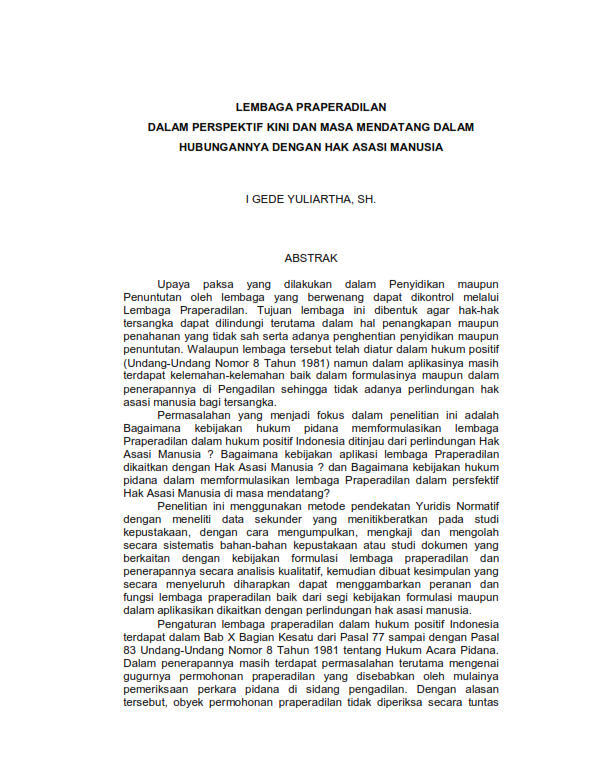 LEMBAGA PRAPERADILAN
DALAM PERSPEKTIF KINI DAN MASA MENDATANG DALAM
HUBUNGANNYA DENGAN HAK ASASI MANUSIA
I GEDE YULIARTHA, SH.
ABSTRAK
Upaya paksa yang dilakukan dalam Penyidikan maupun
Penuntutan oleh lembaga yang berwenang dapat dikontrol melalui
Lembaga Praperadilan. Tujuan lembaga ini dibentuk agar hak-hak
tersangka dapat dilindungi terutama dalam hal penangkapan maupun
penahanan yang tidak sah serta adanya penghentian penyidikan maupun
penuntutan. Walaupun lembaga tersebut telah diatur dalam hukum positif
(Undang-Undang Nomor 8 Tahun 1981) namun dalam aplikasinya masih
terdapat kelemahan-kelemahan baik dalam formulasinya maupun dalam
penerapannya di Pengadilan sehingga tidak adanya perlindungan hak
asasi manusia bagi tersangka.
Permasalahan yang menjadi fokus dalam penelitian ini adalah
Bagaimana kebijakan hukum pidana memformulasikan lembaga
Praperadilan dalam hukum positif Indonesia ditinjau dari perlindungan Hak
Asasi Manusia ? Bagaimana kebijakan aplikasi lembaga Praperadilan
dikaitkan dengan Hak Asasi Manusia ? dan Bagaimana kebijakan hukum
pidana dalam memformulasikan lembaga Praperadilan dalam persfektif
Hak Asasi Manusia di masa mendatang?
Penelitian ini menggunakan metode pendekatan Yuridis Normatif
dengan meneliti data sekunder yang menitikberatkan pada studi
kepustakaan, dengan cara mengumpulkan, mengkaji dan mengolah
secara sistematis bahan-bahan kepustakaan atau studi dokumen yang
berkaitan dengan kebijakan formulasi lembaga praperadilan dan
penerapannya secara analisis kualitatif, kemudian dibuat kesimpulan yang
secara menyeluruh diharapkan dapat menggambarkan peranan dan
fungsi lembaga praperadilan baik dari segi kebijakan formulasi maupun
dalam aplikasikan dikaitkan dengan perlindungan hak asasi manusia.
Pengaturan lembaga praperadilan dalam hukum positif Indonesia
terdapat dalam Bab X Bagian Kesatu dari Pasal 77 sampai dengan Pasal
83 Undang-Undang Nomor 8 Tahun 1981 tentang Hukum Acara Pidana.
Dalam penerapannya masih terdapat permasalahan terutama mengenai
gugurnya permohonan praperadilan yang disebabkan oleh mulainya
pemeriksaan perkara pidana di sidang pengadilan. Dengan alasan
tersebut, obyek permohonan praperadilan tidak diperiksa secara tuntas